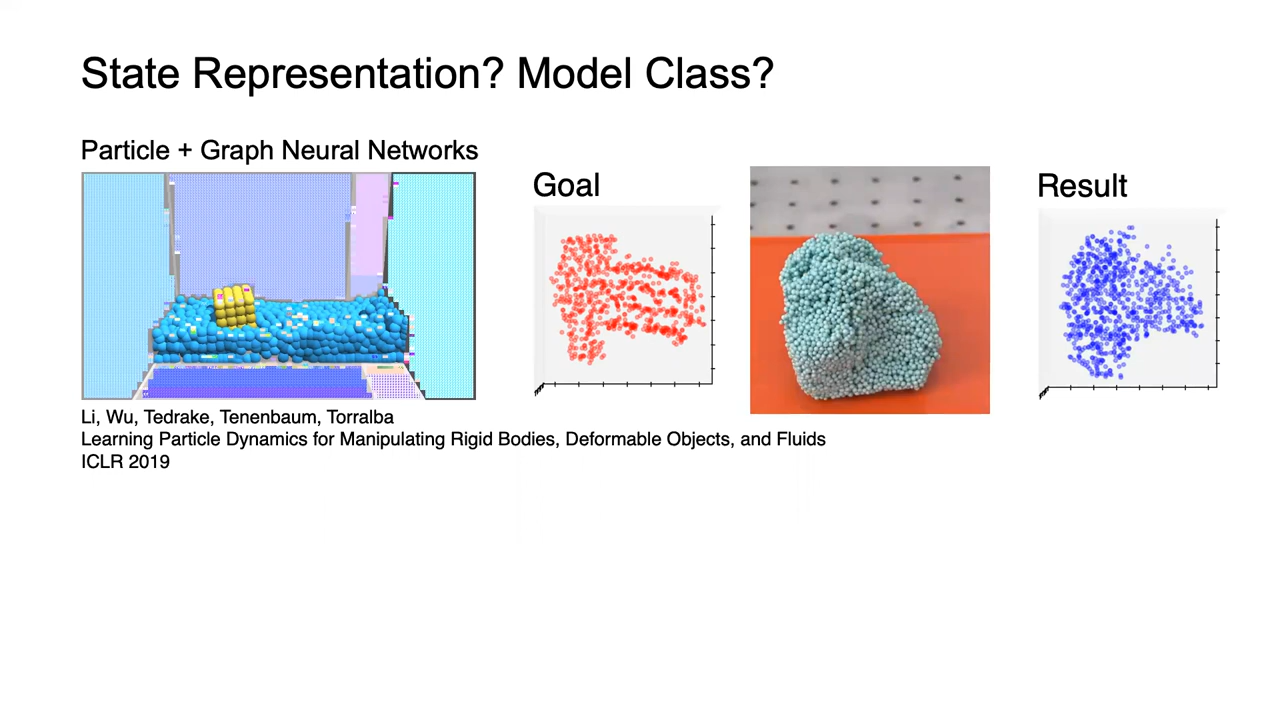 State Representation? Model Class?
Particle + Graph Neural Networks
Goal
Result
Li, Wu, Tedrake, Tenenbaum, Torralba
Learning Particle Dynamics for Manipulating Rigid Bodies, Deformable Objects, and Fluids
ICLR 2019